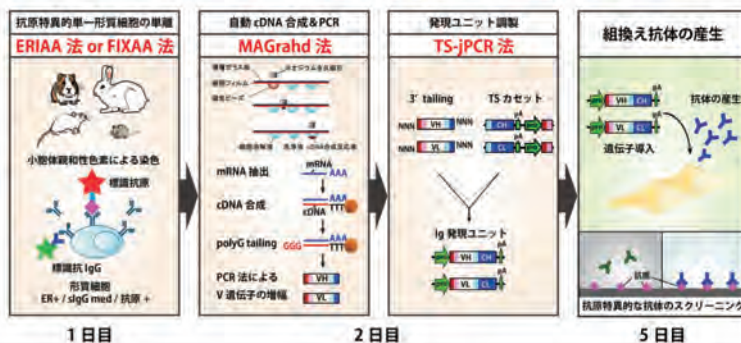 抗原特異的単一形質細胞の単離
ERIAA 法 or FIXAA 法
小胞体親和性色素による染色
標識抗原
標識抗 IgG
形質細胞
ER+ / sIgG med / 抗原 +
1 日目
自動 cDNA 合成＆PCR
MAGrahd 法
mRNA 抽出
mRNA
AAA
cDNA 合成
AAA
TTT
cDNA
polyG tailing
GGG
AAA
TTT
PCR 法による
V 遺伝子の増幅
VH
VL
2 日目
発現ユニット調製
TS-jPCR 法
3' tailing
TS カセット
NNN
VH
NNN
CH
pA
NNN
VL
NNN
CL
pA
Ig 発現ユニット
pA
VH
CH
pA
VL
CL
組換え抗体の産生
pA
VH
CH
pA
VL
CL
抗体の産生
遺伝子導入
抗原
抗原特異的な抗体のスクリーニング
5 日目